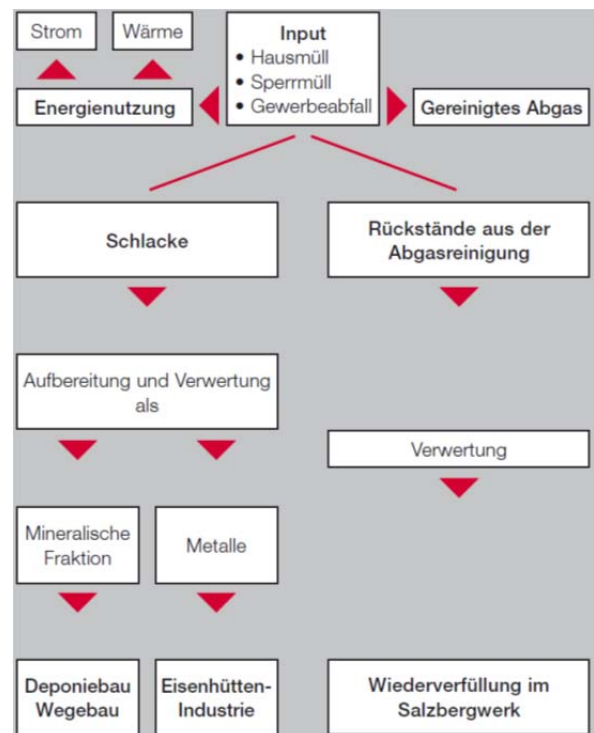 Strom
Wärme
Input
• Hausmüll
• Sperrmüll
• Gewerbeabfall
Energienutzung
Gereinigtes Abgas
Schlacke
Rückstände aus der
Abgasreinigung
Aufbereitung und Verwertung
als
Verwertung
Mineralische
Fraktion
Metalle
Deponiebau
Wegebau
Eisenhütten-
Industrie
Wiederverfüllung im
Salzbergwerk